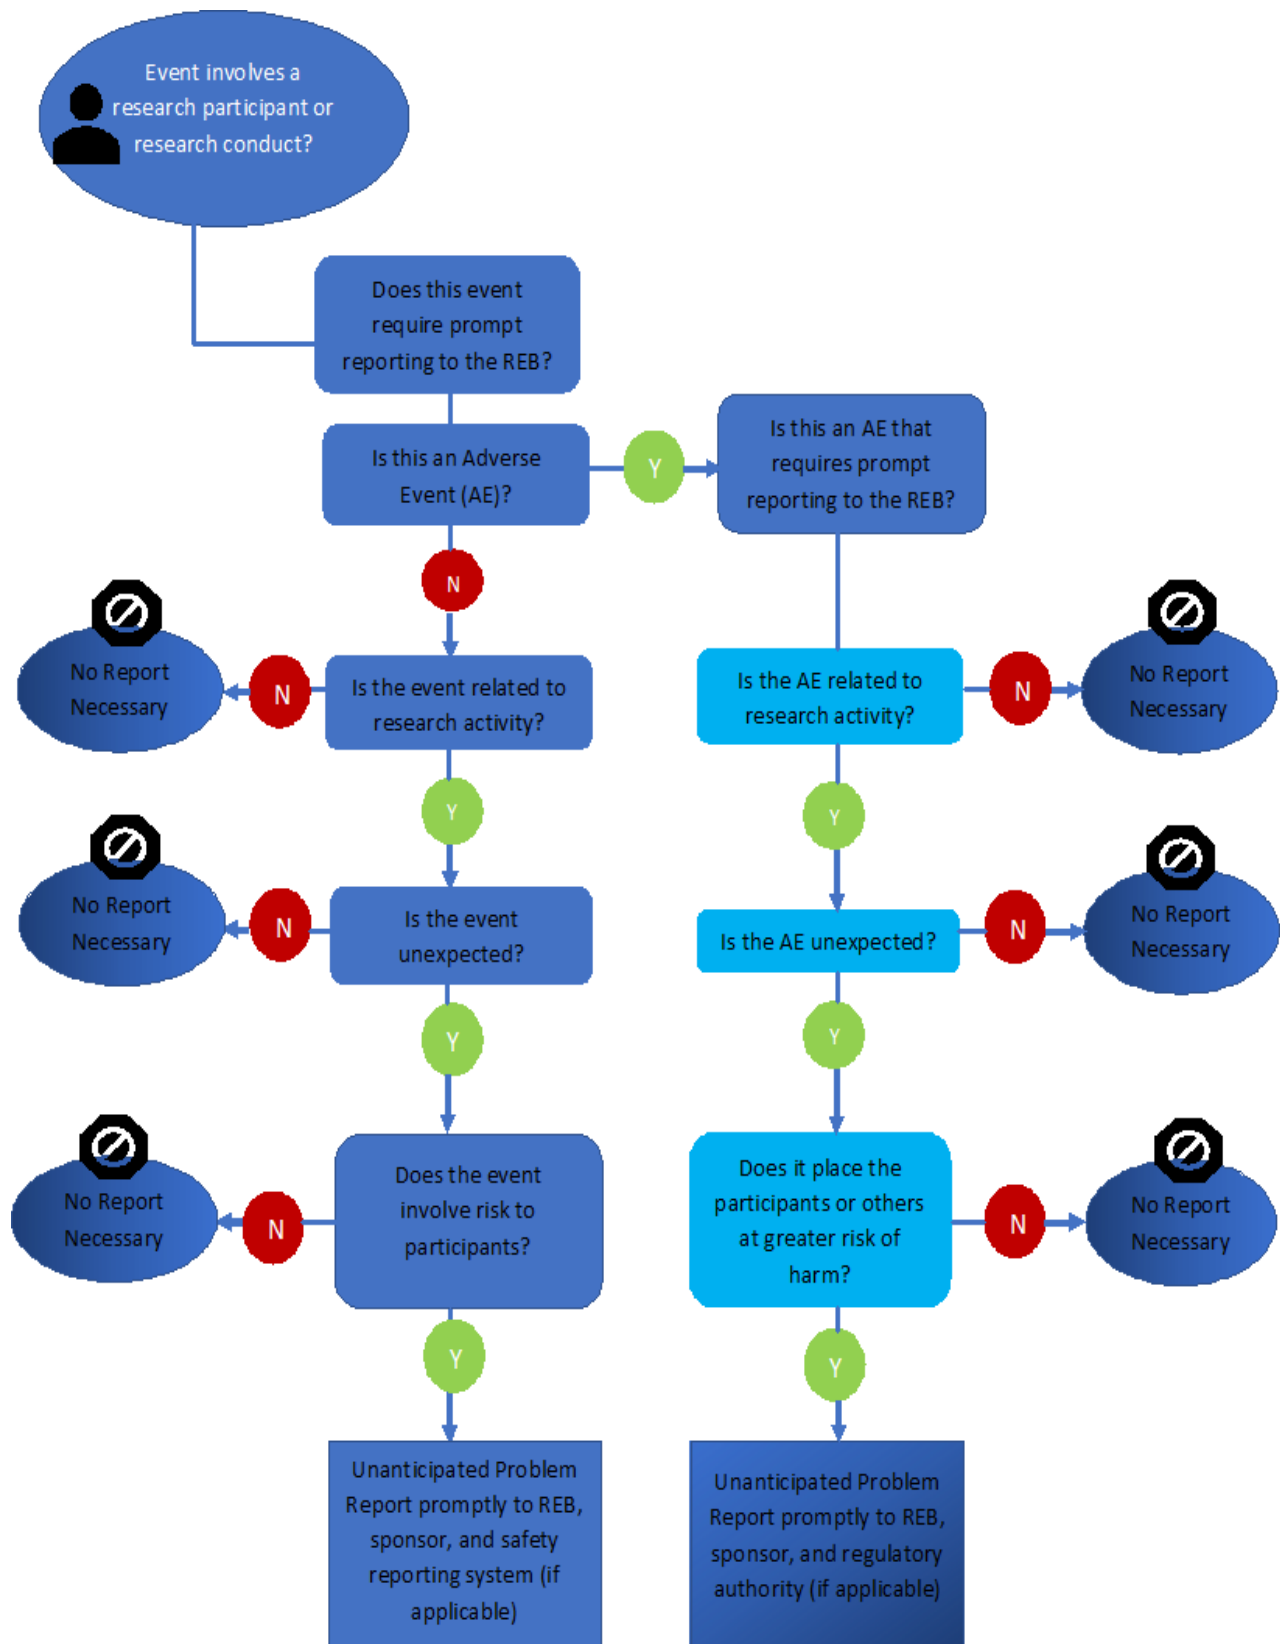 Event involves a
research participant or
research conduct?
Does this event
require prompt
reporting to the REB?
Is this an Adverse
Event (AE)?
Y
Is this an AE that
requires prompt
reporting to the REB?
N
No Report
Necessary
N
Is the event related to
research activity?
Is the AE related to
research activity?
N
No Report
Necessary
Y
Y
No Report
Necessary
N
Is the event
unexpected?
Is the AE unexpected?
N
No Report
Necessary
Y
Y
No Report
Necessary
N
Does the event
involve risk to
participants?
Does it place the
participants or others
at greater risk of
harm?
N
No Report
Necessary
Y
Y
Unanticipated Problem
Report promptly to REB,
sponsor, and safety
reporting system (if
applicable)
Unanticipated Problem
Report promptly to REB,
sponsor, and regulatory
authority (if applicable)